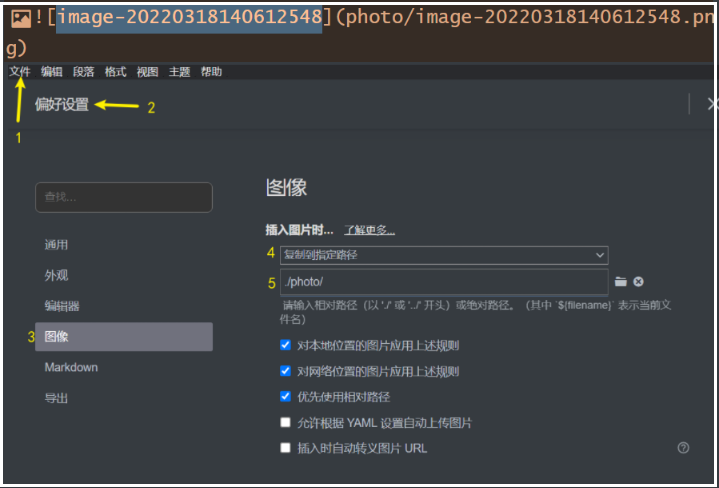 ![image-20220318140612548](photo/image-20220318140612548.pn
g)
文件 编辑 段落 格式 视图 主题 帮助
偏好设置 2
1
查找...
图像
插入图片时... 了解更多...
通用
4 复制到指定路径
外观
5 ./photo/
编辑器
请输入相对路径（以 './' 或 '../' 开头）或绝对路径。（其中 `${filename}` 表示当前文
件名）
3 图像
对本地位置的图片应用上述规则
Markdown
对网络位置的图片应用上述规则
导出
优先使用相对路径
允许根据 YAML 设置自动上传图片
插入时自动转义图片 URL